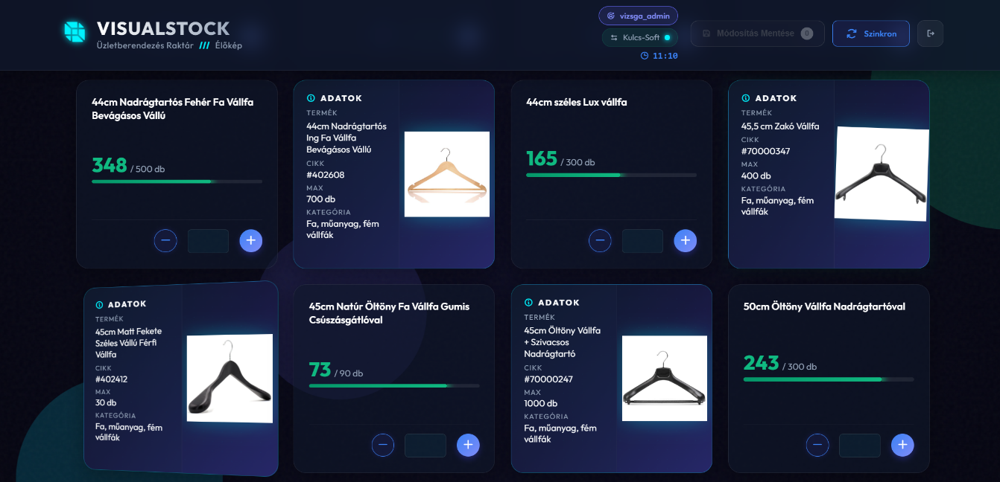 VISUALSTOCK
Üzletberendezés Raktár /// Élőkép
vizsga_admin
Kulcs-Soft
11:10
Módosítás Mentése 0
Szinkron
44cm Nadrágtartós Fehér Fa Vállfa
Bevágásos Vállú
348 / 500 db
ADATOK
TERMÉK
44cm Nadrágtartós
Ing Fa Vállfa
Bevágásos Vállú
CIKK
#402608
MAX
700 db
KATEGÓRIA
Fa, műanyag, fém
vállfák
44cm széles Lux vállfa
165 / 300 db
ADATOK
TERMÉK
45,5 cm Zakó Vállfa
CIKK
#70000347
MAX
400 db
KATEGÓRIA
Fa, műanyag, fém
vállfák
ADATOK
TERMÉK
45cm Matt Fekete
Széles Vállú Férfi
Vállfa
CIKK
#402412
MAX
30 db
KATEGÓRIA
Fa, műanyag, fém
vállfák
45cm Natúr Öltöny Fa Vállfa Gumis
Csúszásgátlóval
73 / 90 db
ADATOK
TERMÉK
45cm Öltöny Vállfa
+ Szivacsos
Nadrágtartó
CIKK
#70000247
MAX
1000 db
KATEGÓRIA
Fa, műanyag, fém
vállfák
50cm Öltöny Vállfa Nadrágtartóval
243 / 300 db